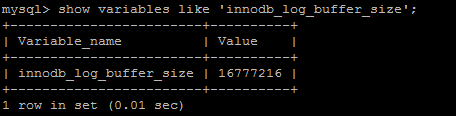 mysql> show variables like 'innodb_log_buffer_size';
+------------------------+----------+
| Variable_name          | Value    |
+------------------------+----------+
| innodb_log_buffer_size | 16777216 |
+------------------------+----------+
1 row in set (0.01 sec)